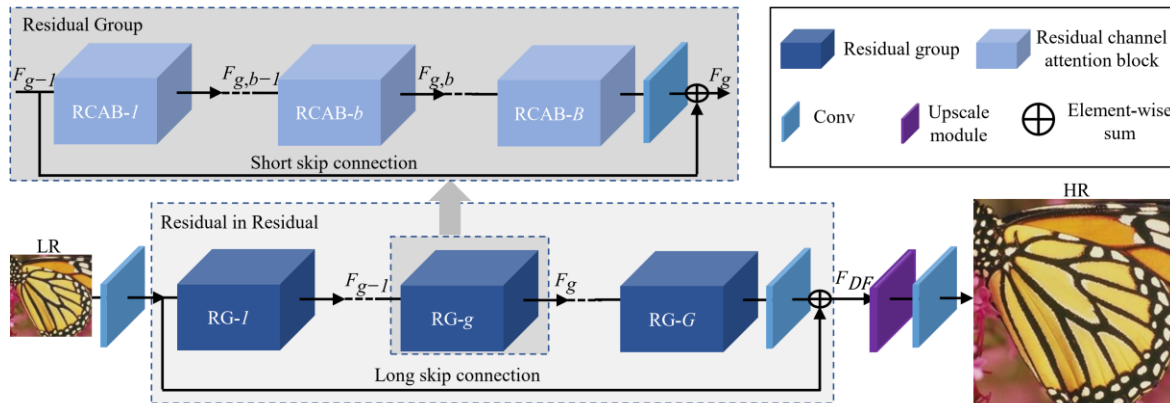 Residual Group
F_{g-1}
RCAB-1
F_{g,b-1}
RCAB-b
F_{g,b}
RCAB-B
F_g
Short skip connection
Residual group
Residual channel
attention block
Conv
Upscale
module
Element-wise
sum
Residual in Residual
LR
RG-1
F_{g-1}
RG-g
F_g
RG-G
F_{DF}
Long skip connection
HR